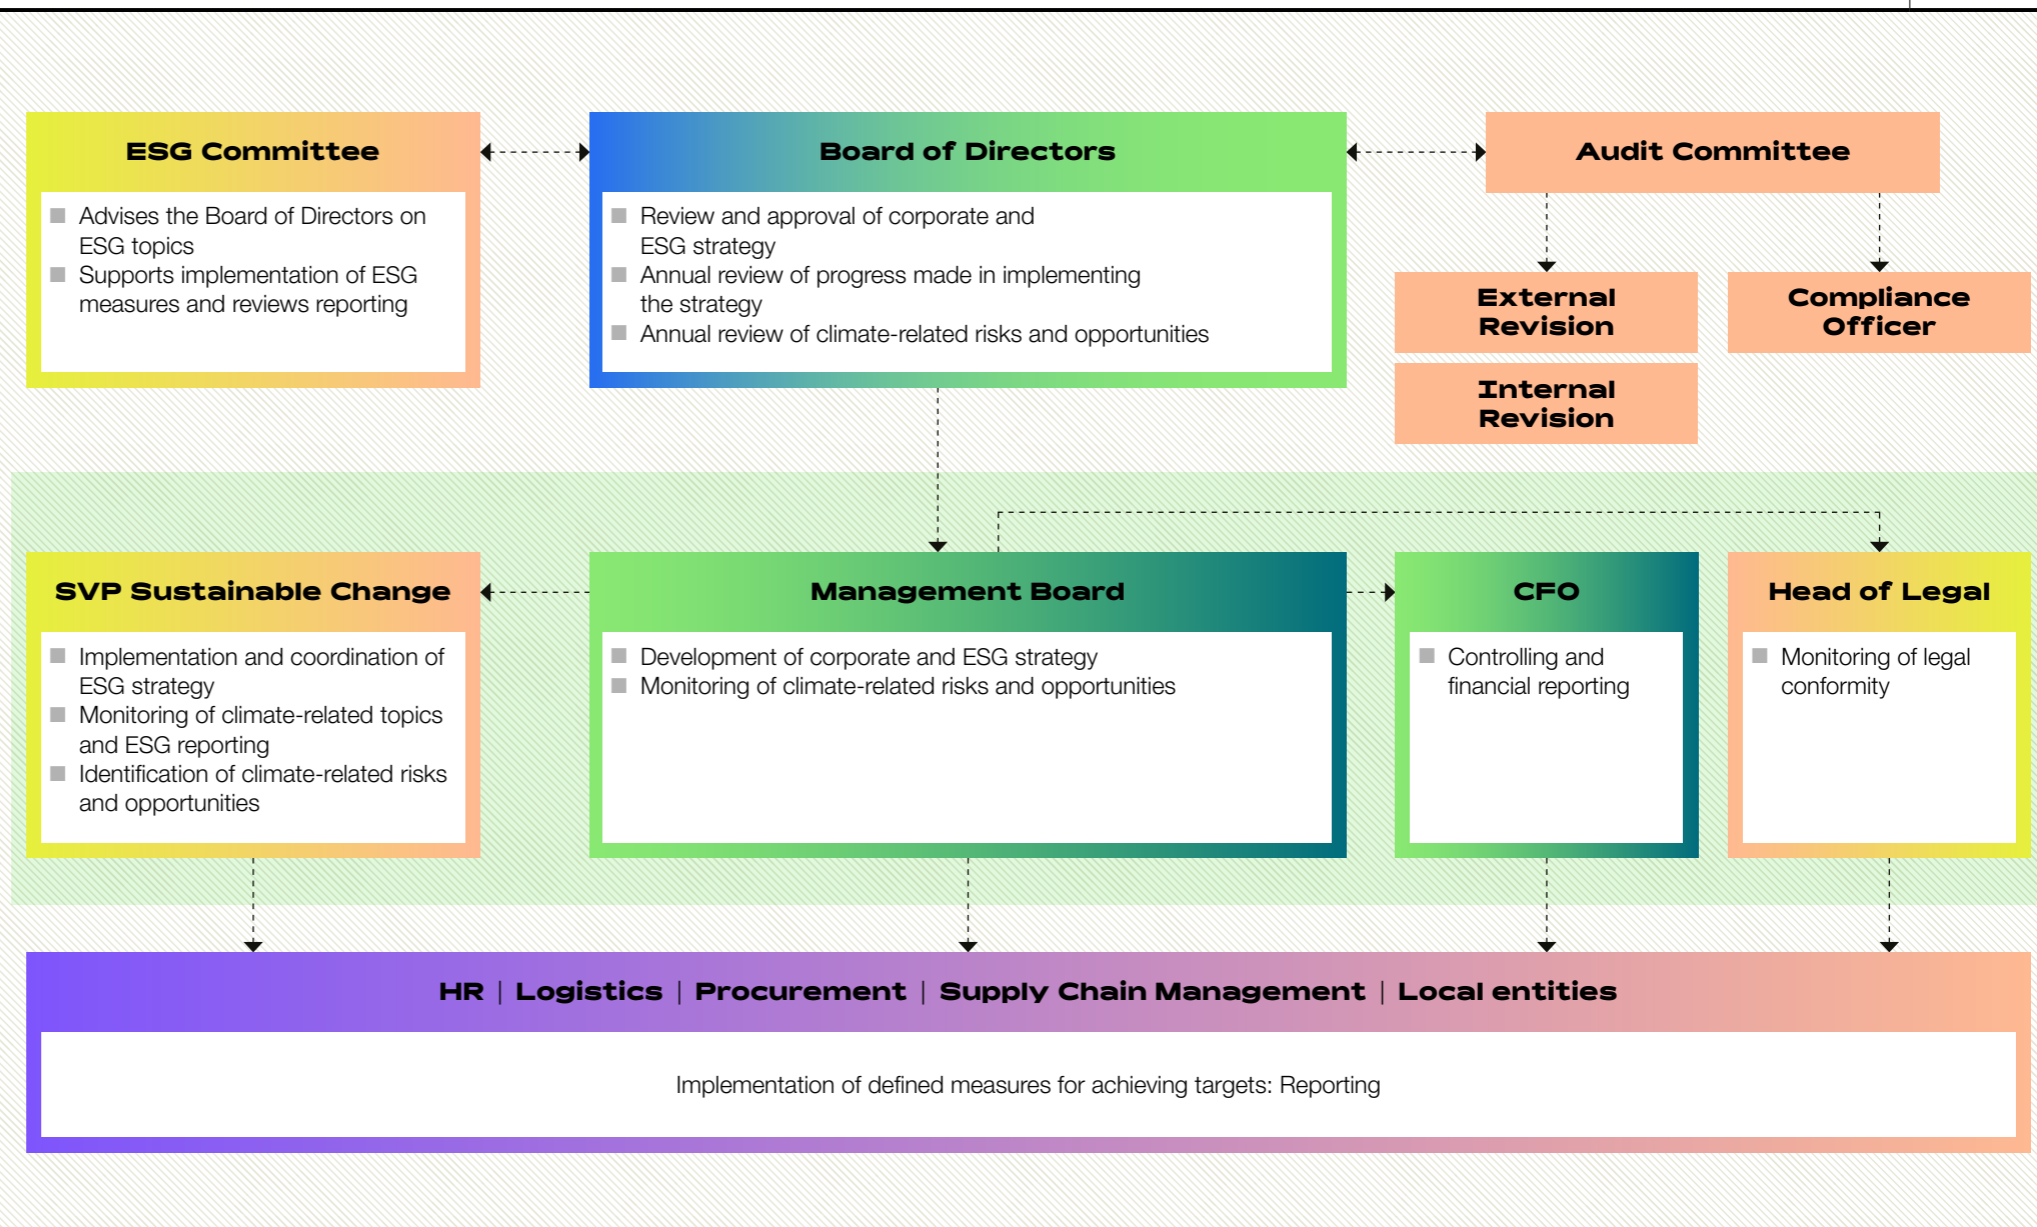 ESG Committee
Advises the Board of Directors on
ESG topics
Supports implementation of ESG
measures and reviews reporting
Board of Directors
Review and approval of corporate and
ESG strategy
Annual review of progress made in implementing
the strategy
Annual review of climate-related risks and opportunities
Audit Committee
External
Revision
Internal
Revision
Compliance
Officer
SVP Sustainable Change
Implementation and coordination of
ESG strategy
Monitoring of climate-related topics
and ESG reporting
Identification of climate-related risks
and opportunities
Management Board
Development of corporate and ESG strategy
Monitoring of climate-related risks and opportunities
CFO
Controlling and
financial reporting
Head of Legal
Monitoring of legal
conformity
HR | Logistics | Procurement | Supply Chain Management | Local entities
Implementation of defined measures for achieving targets: Reporting